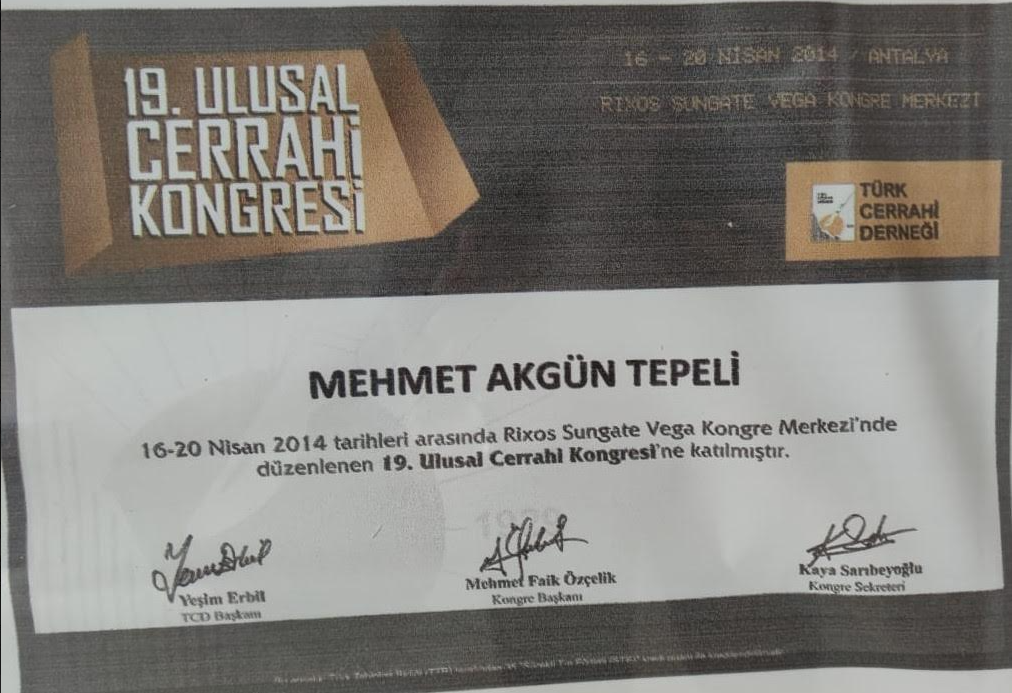 19. ULUSAL
CERRAHİ
KONGRESİ
16 - 20 NİSAN 2014 / ANTALYA
RIXOS SUNGATE VEGA KONGRE MERKEZI
TÜRK
CERRAHİ
DERNEĞİ
MEHMET AKGÜN TEPELİ
16-20 Nisan 2014 tarihleri arasında Rixos Sungate Vega Kongre Merkezi'nde
düzenlenen 19. Ulusal Cerrahi Kongresi'ne katılmıştır.
Yeşim Erbil
TCD Başkanı
Mehmet Faik Özçelik
Kongre Başkanı
Kaya Sarıbeyoğlu
Kongre Sekreteri